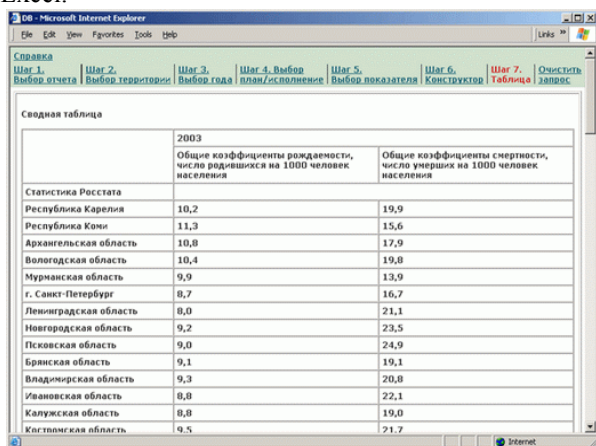 Excel.
DB - Microsoft Internet Explorer
File Edit View Favorites Tools Help Links »
Справка
Шаг 1. Шаг 2. Шаг 3. Шаг 4. Выбор Шаг 5. Шаг 6. Шаг 7. Очистить
Выбор отчета Выбор территории Выбор года план/исполнение Выбор показателя Конструктор Таблица запрос
Сводная таблица
2003
Общие коэффициенты рождаемости, число родившихся на 1000 человек населения
Общие коэффициенты смертности, число умерших на 1000 человек населения
Статистика Росстата
Республика Карелия 10,2 19,9
Республика Коми 11,3 15,6
Архангельская область 10,8 17,9
Вологодская область 10,4 19,8
Мурманская область 9,9 13,9
г. Санкт-Петербург 8,7 16,7
Ленинградская область 8,0 21,1
Новгородская область 9,2 23,5
Псковская область 9,0 24,9
Брянская область 9,1 19,1
Владимирская область 9,3 20,8
Ивановская область 8,8 22,1
Калужская область 8,8 19,0
Костромская область 9,5 21,7
Internet